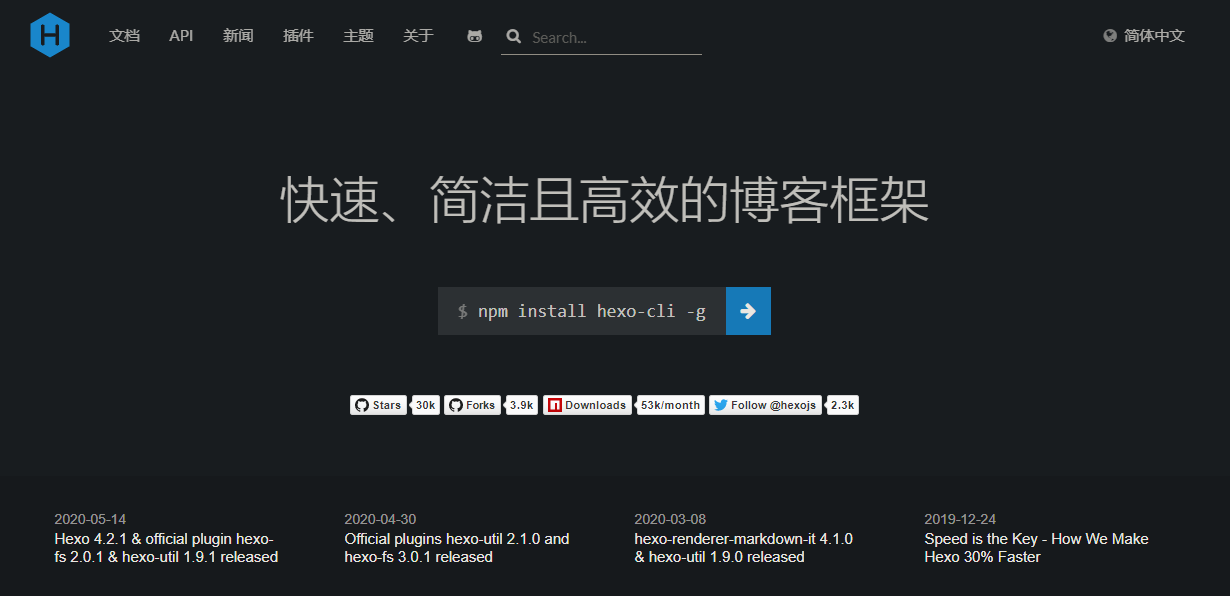 文档 API 新闻 插件 主题 关于 Search... 简体中文
快速、简洁且高效的博客框架
$ npm install hexo-cli -g
Stars 30k Forks 3.9k Downloads 53k/month Follow @hexojs 2.3k
2020-05-14
Hexo 4.2.1 & official plugin hexo-
fs 2.0.1 & hexo-util 1.9.1 released
2020-04-30
Official plugins hexo-util 2.1.0 and
hexo-fs 3.0.1 released
2020-03-08
hexo-renderer-markdown-it 4.1.0
& hexo-util 1.9.0 released
2019-12-24
Speed is the Key - How We Make
Hexo 30% Faster